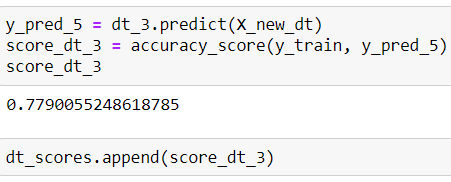 y_pred_5 = dt_3.predict(X_new_dt)
score_dt_3 = accuracy_score(y_train, y_pred_5)
score_dt_3
0.7790055248618785
dt_scores.append(score_dt_3)